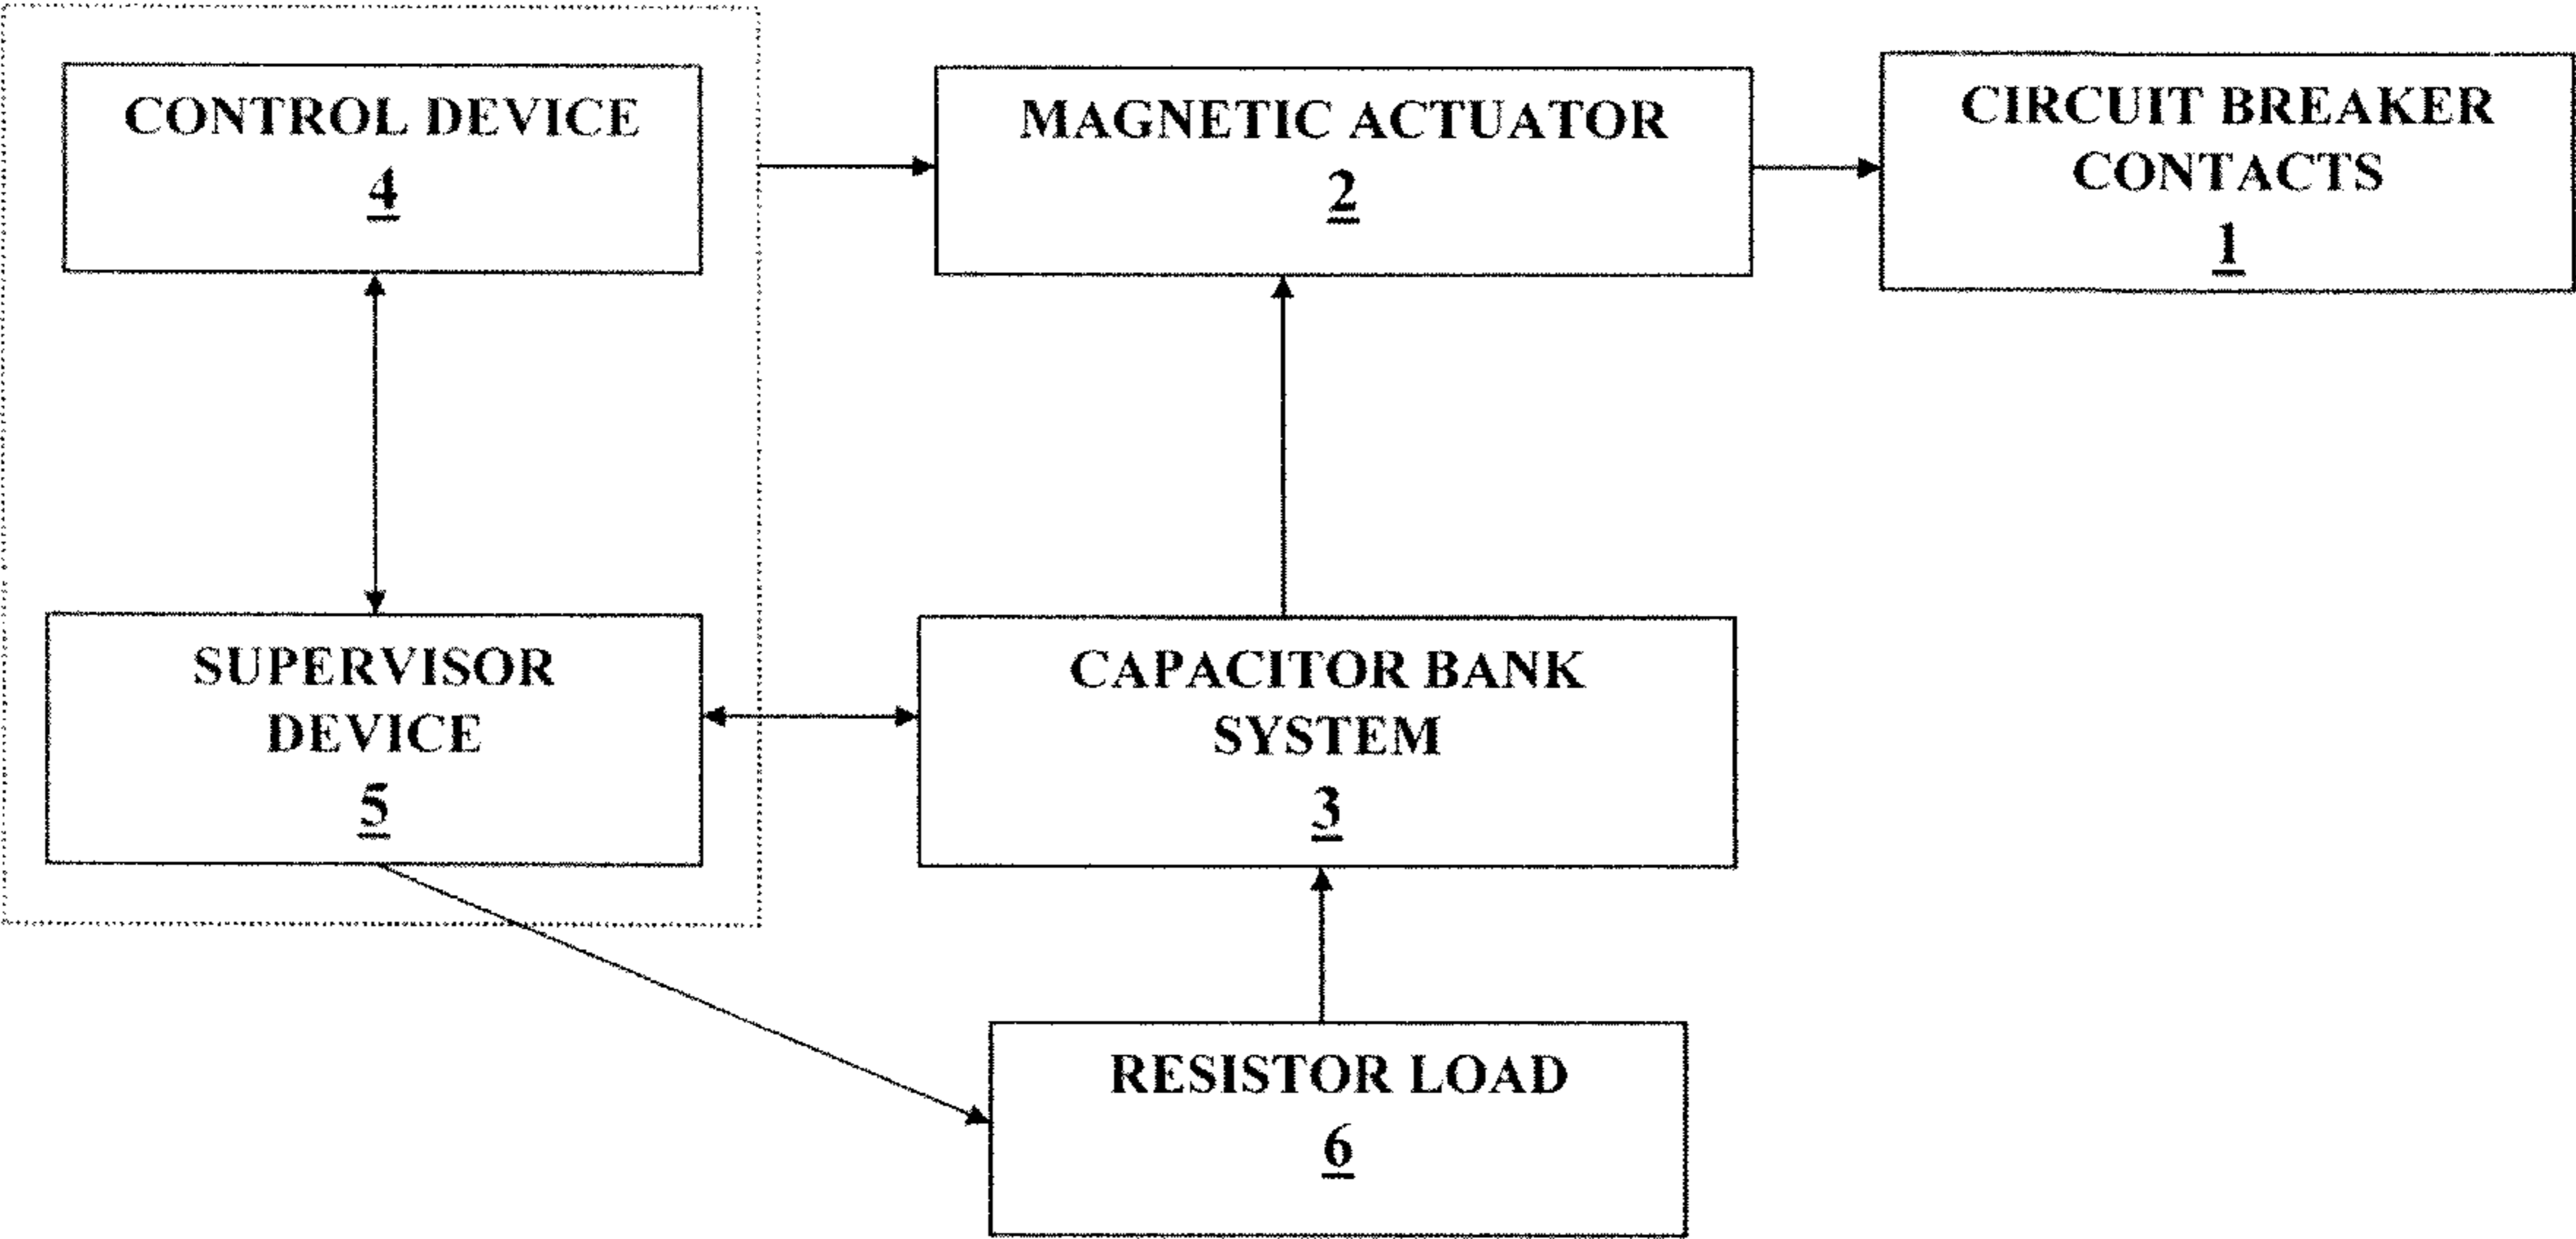 CONTROL DEVICE
4
MAGNETIC ACTUATOR
2
CIRCUIT BREAKER
CONTACTS
1
SUPERVISOR
DEVICE
5
CAPACITOR BANK
SYSTEM
3
RESISTOR LOAD
6